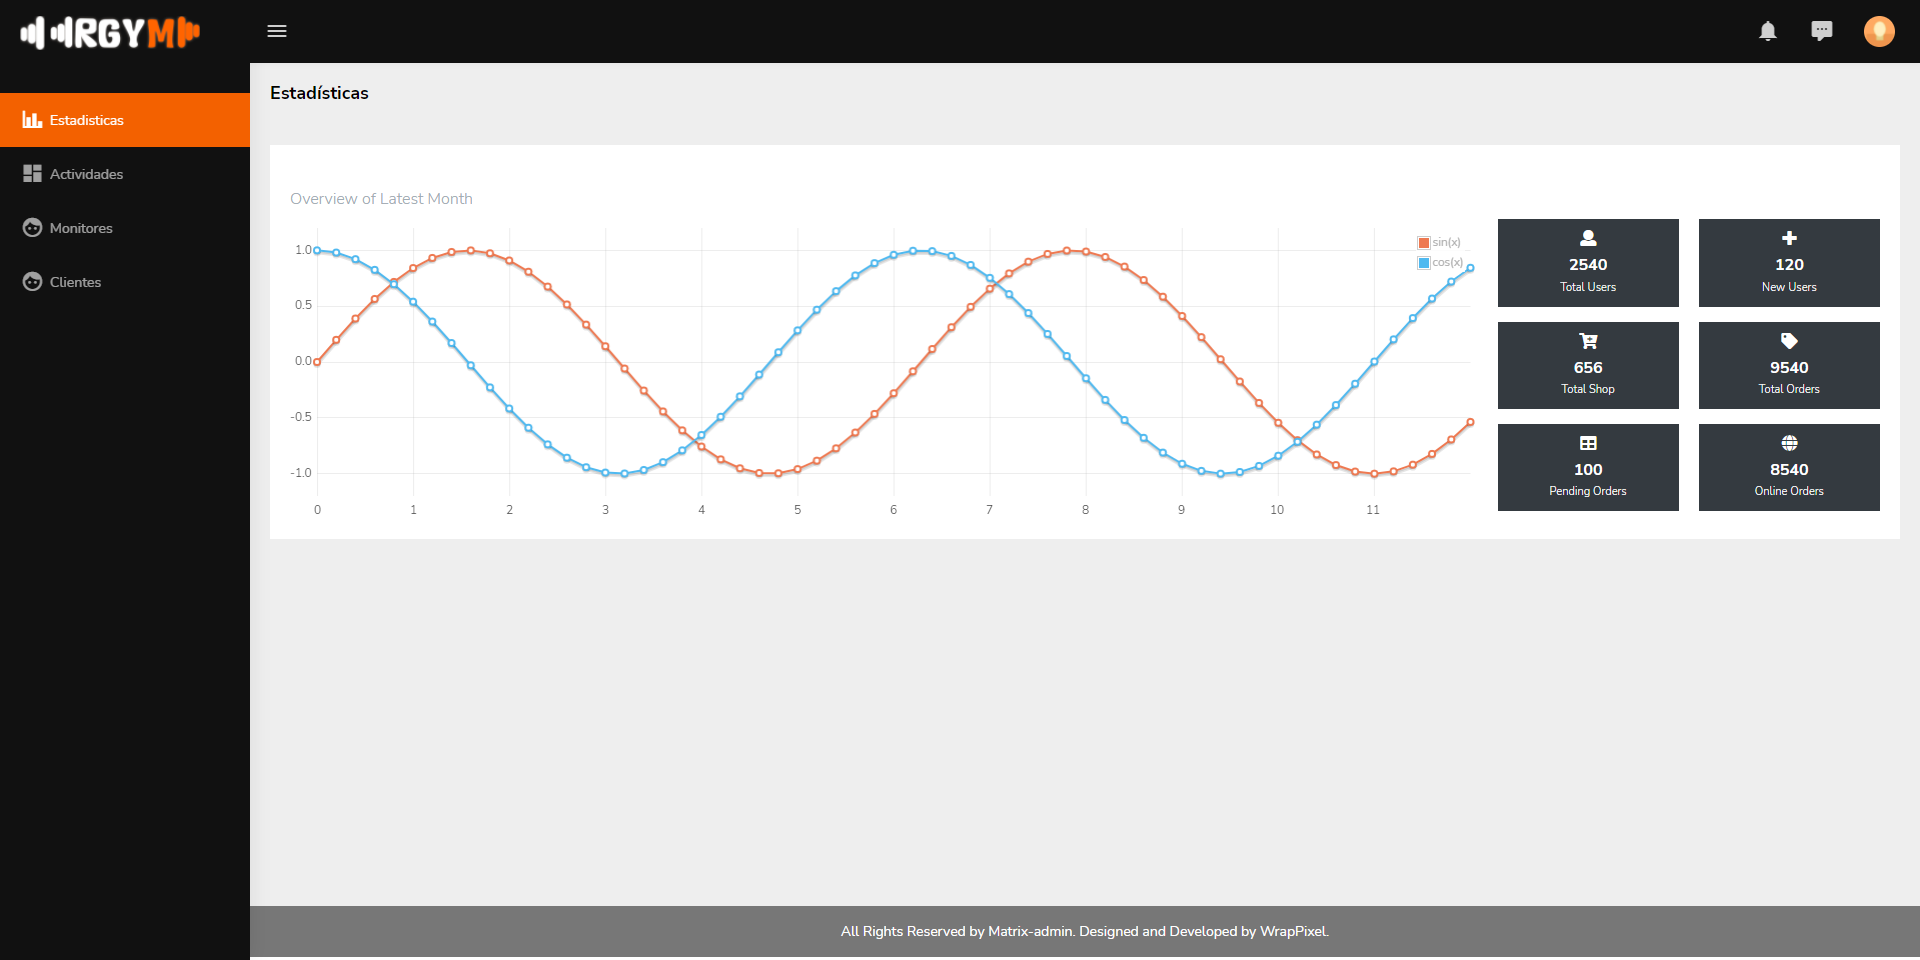 RGYM
Estadísticas
Estadisticas
Actividades
Monitores
Clientes
Overview of Latest Month
1.0
0.5
0.0
-0.5
-1.0
0 1 2 3 4 5 6 7 8 9 10 11
sin(x)
cos(x)
2540
Total Users
120
New Users
656
Total Shop
9540
Total Orders
100
Pending Orders
8540
Online Orders
All Rights Reserved by Matrix-admin. Designed and Developed by WrapPixel.